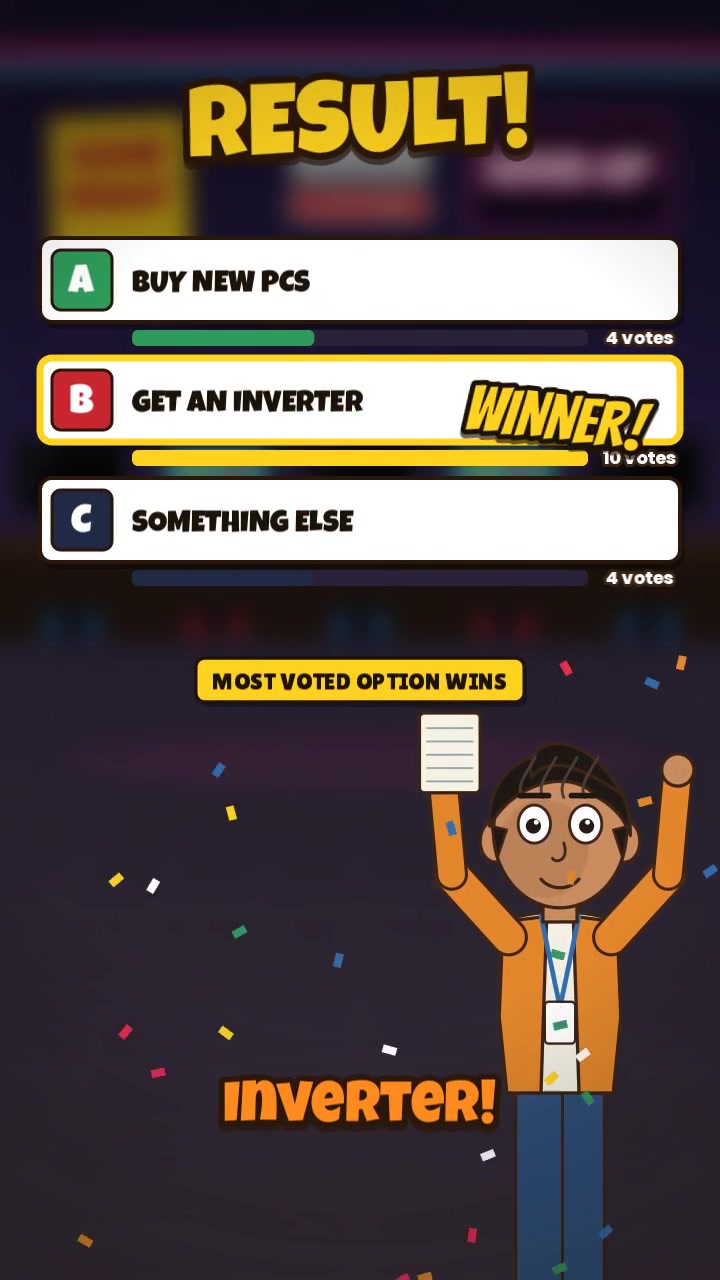 RESULT!
A BUY NEW PCS
4 votes
B GET AN INVERTER WINNER!
10 votes
C SOMETHING ELSE
4 votes
MOST VOTED OPTION WINS
INVERTER!